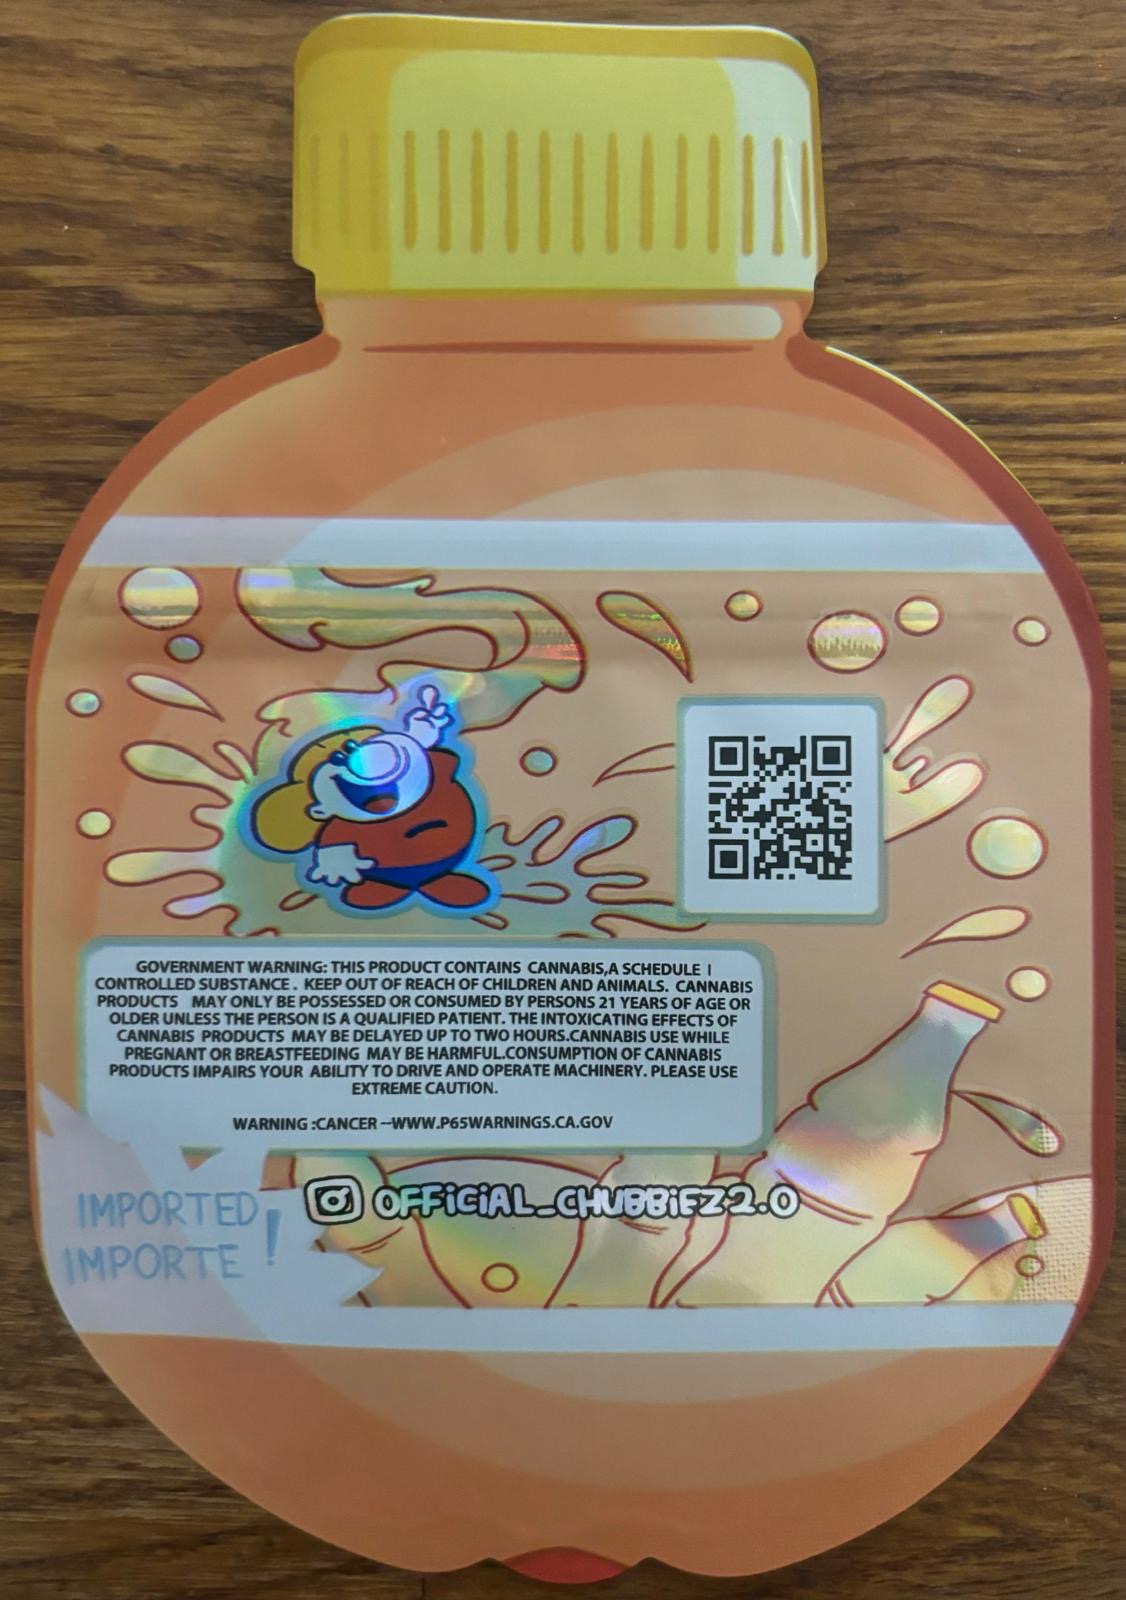 GOVERNMENT WARNING: THIS PRODUCT CONTAINS CANNABIS,A SCHEDULE I
CONTROLLED SUBSTANCE . KEEP OUT OF REACH OF CHILDREN AND ANIMALS. CANNABIS
PRODUCTS MAY ONLY BE POSSESSED OR CONSUMED BY PERSONS 21 YEARS OF AGE OR
OLDER UNLESS THE PERSON IS A QUALIFIED PATIENT. THE INTOXICATING EFFECTS OF
CANNABIS PRODUCTS MAY BE DELAYED UP TO TWO HOURS.CANNABIS USE WHILE
PREGNANT OR BREASTFEEDING MAY BE HARMFUL.CONSUMPTION OF CANNABIS
PRODUCTS IMPAIRS YOUR ABILITY TO DRIVE AND OPERATE MACHINERY. PLEASE USE
EXTREME CAUTION.
WARNING :CANCER –WWW.P65WARNINGS.CA.GOV
OFFiCiAL_CHUBBiEZ2.0
IMPORTED
IMPORTE !